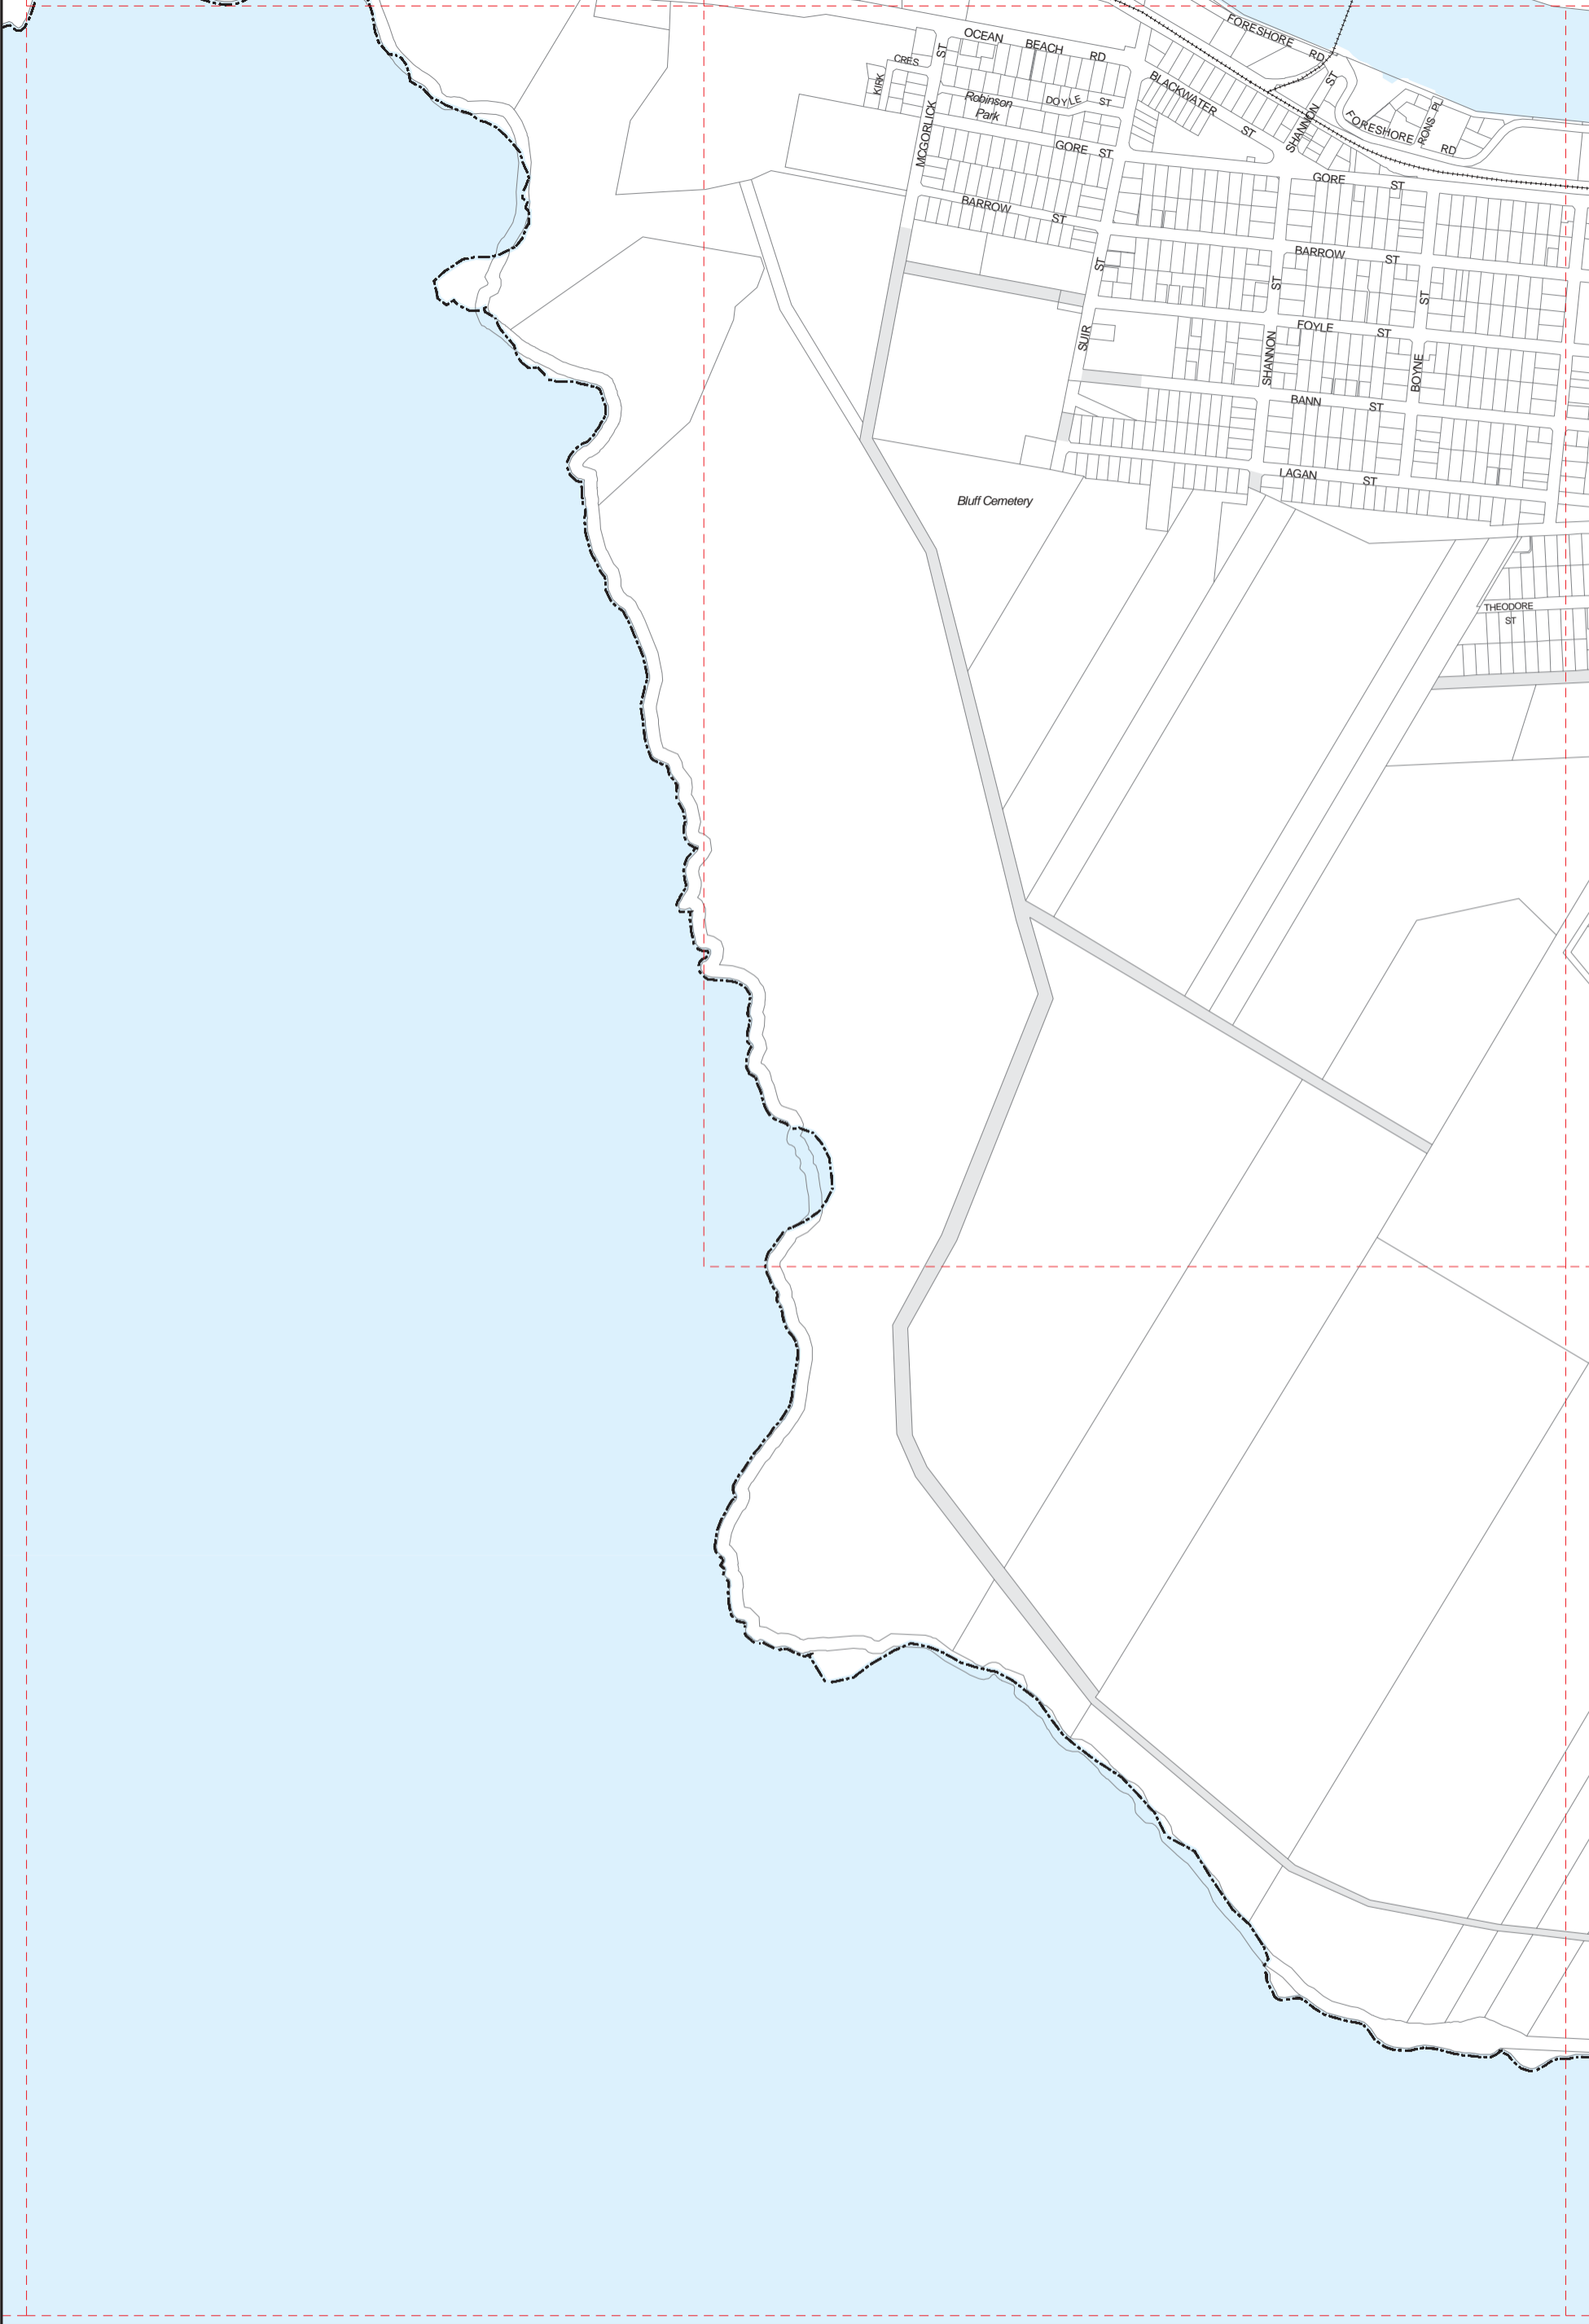 FORESHORE
RD
OCEAN
BEACH
RD
ST
CRES
KIRK
BLACKWATER
ST
ST
Robinson
Park
DOYLE
ST
MCGORLICK
SHANNON
FORESHORE
RD
RONS
PL
GORE
ST
GORE
ST
BARROW
ST
BARROW
ST
ST
ST
ST
SUIR
SHANNON
FOYLE
ST
BOYNE
BANN
ST
LAGAN
ST
Bluff Cemetery
THEODORE
ST